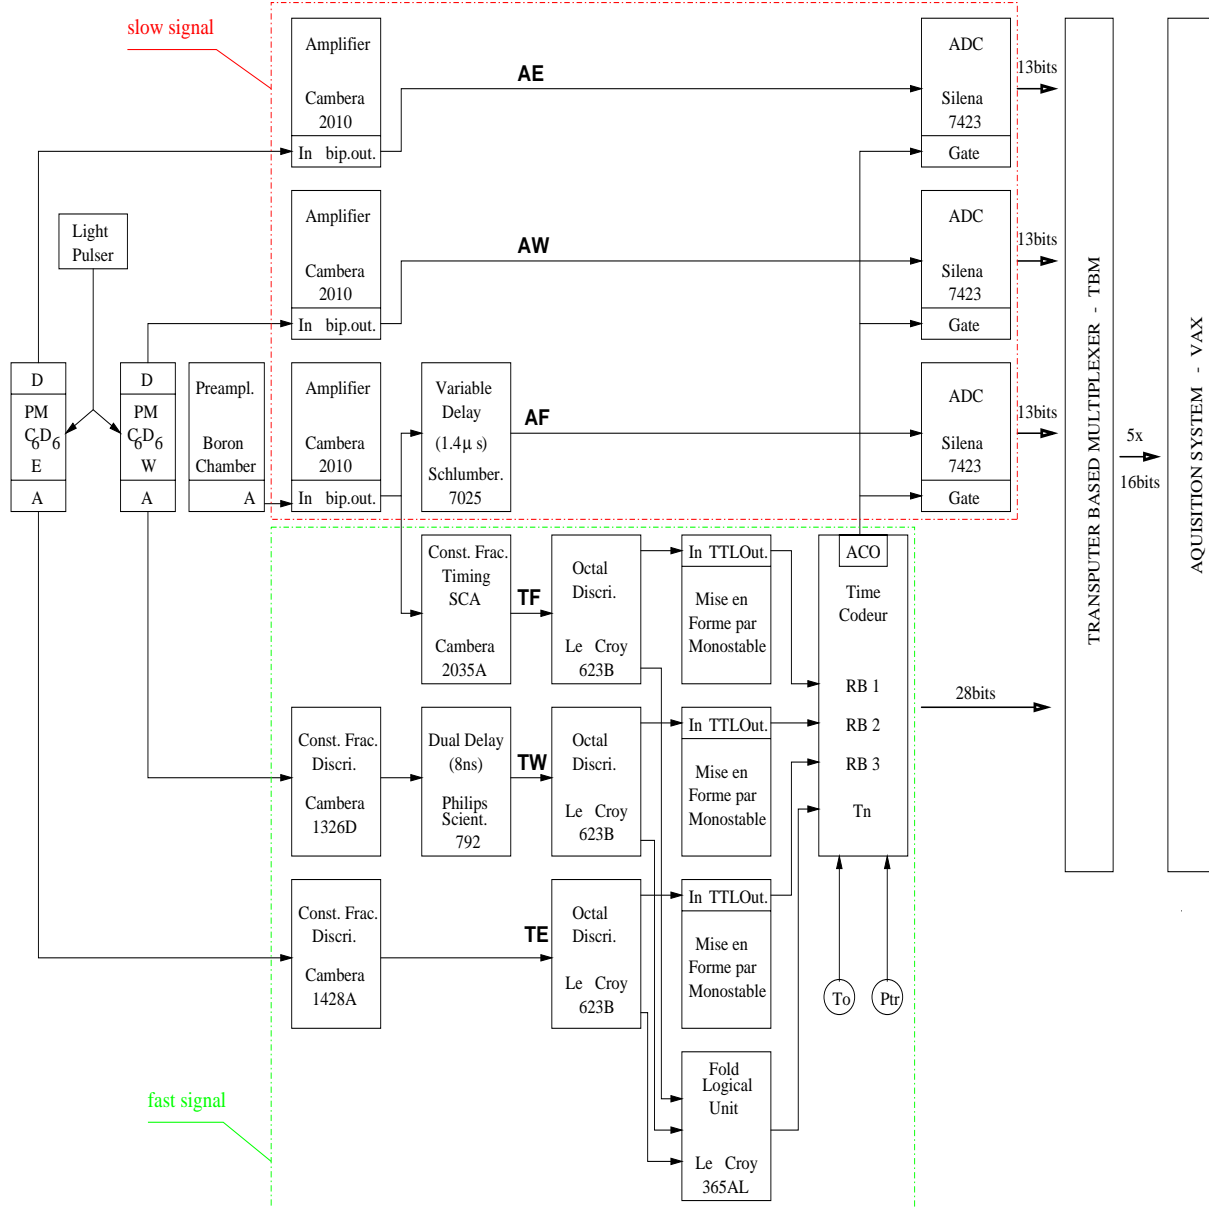 slow signal
Amplifier
Cambera
2010
In bip.out.
AE
ADC
Silena
7423
Gate
13bits
Light
Pulser
Amplifier
Cambera
2010
In bip.out.
AW
ADC
Silena
7423
Gate
13bits
D
PM
C6D6
E
A
D
PM
C6D6
W
A
Preampl.
Boron
Chamber
A
Amplifier
Cambera
2010
In bip.out.
Variable
Delay
(1.4µ s)
Schlumber.
7025
AF
ADC
Silena
7423
Gate
13bits
TRANSPUTER BASED MULTIPLEXER - TBM
5x
16bits
AQUISITION SYSTEM - VAX
Const. Frac.
Timing
SCA
Cambera
2035A
TF
Octal
Discri.
Le Croy
623B
In TTLOut.
Mise en
Forme par
Monostable
ACO
Time
Codeur
RB 1
RB 2
RB 3
Tn
28bits
Const. Frac.
Discri.
Cambera
1326D
Dual Delay
(8ns)
Philips
Scient.
792
TW
Octal
Discri.
Le Croy
623B
In TTLOut.
Mise en
Forme par
Monostable
Const. Frac.
Discri.
Cambera
1428A
TE
Octal
Discri.
Le Croy
623B
In TTLOut.
Mise en
Forme par
Monostable
To
Ptr
fast signal
Fold
Logical
Unit
Le Croy
365AL